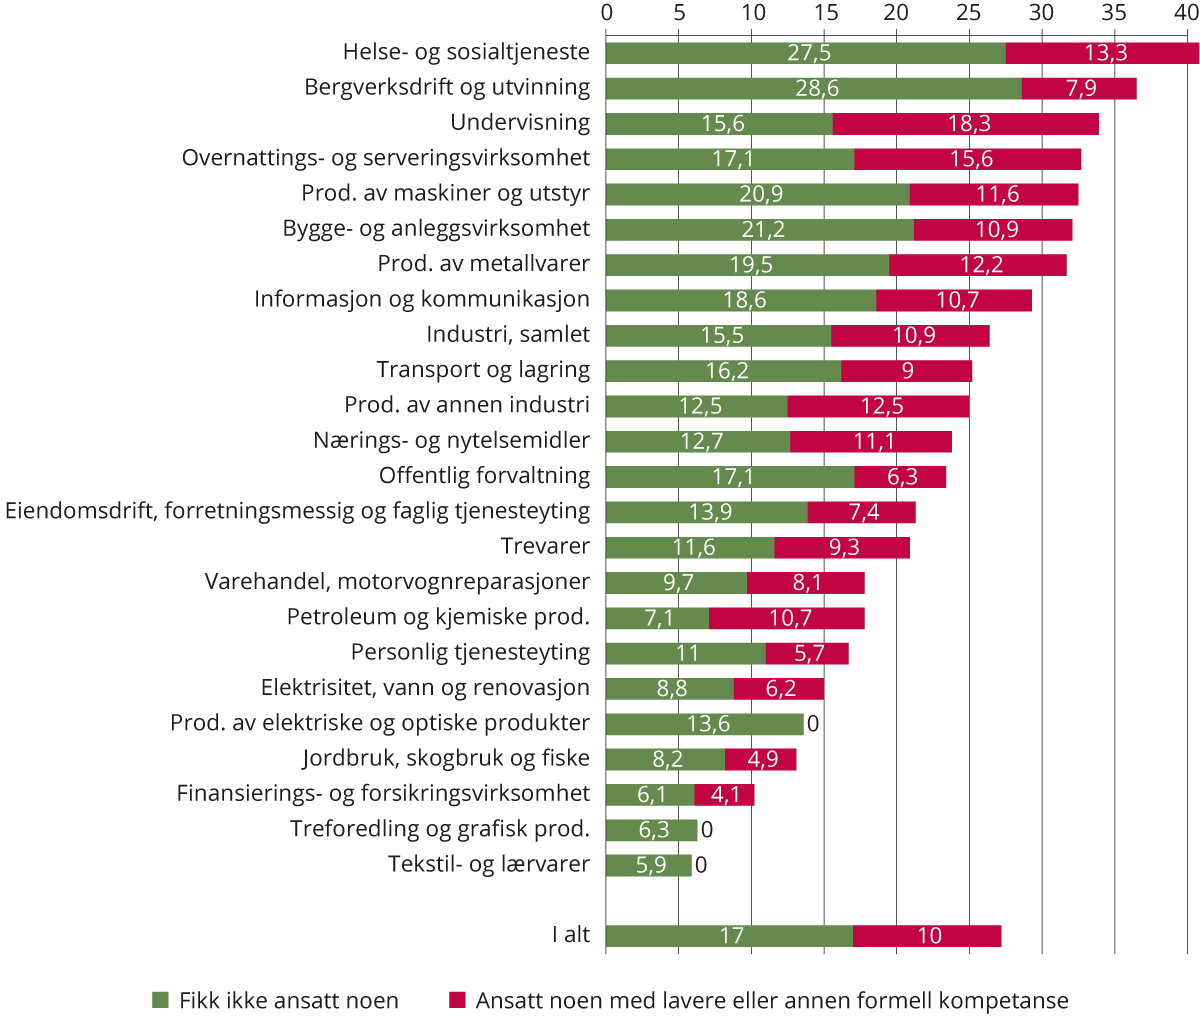 0 5 10 15 20 25 30 35 40
Helse- og sosialtjeneste 27,5 13,3
Bergverksdrift og utvinning 28,6 7,9
Undervisning 15,6 18,3
Overnattings- og serveringsvirksomhet 17,1 15,6
Prod. av maskiner og utstyr 20,9 11,6
Bygge- og anleggsvirksomhet 21,2 10,9
Prod. av metallvarer 19,5 12,2
Informasjon og kommunikasjon 18,6 10,7
Industri, samlet 15,5 10,9
Transport og lagring 16,2 9
Prod. av annen industri 12,5 12,5
Nærings- og nytelsemidler 12,7 11,1
Offentlig forvaltning 17,1 6,3
Eiendomsdrift, forretningsmessig og faglig tjenesteyting 13,9 7,4
Trevarer 11,6 9,3
Varehandel, motorvognreparasjoner 9,7 8,1
Petroleum og kjemiske prod. 7,1 10,7
Personlig tjenesteyting 11 5,7
Elektrisitet, vann og renovasjon 8,8 6,2
Prod. av elektriske og optiske produkter 13,6 0
Jordbruk, skogbruk og fiske 8,2 4,9
Finansierings- og forsikringsvirksomhet 6,1 4,1
Treforedling og grafisk prod. 6,3 0
Tekstil- og lærvarer 5,9 0
I alt 17 10
Fikk ikke ansatt noen Ansatt noen med lavere eller annen formell kompetanse